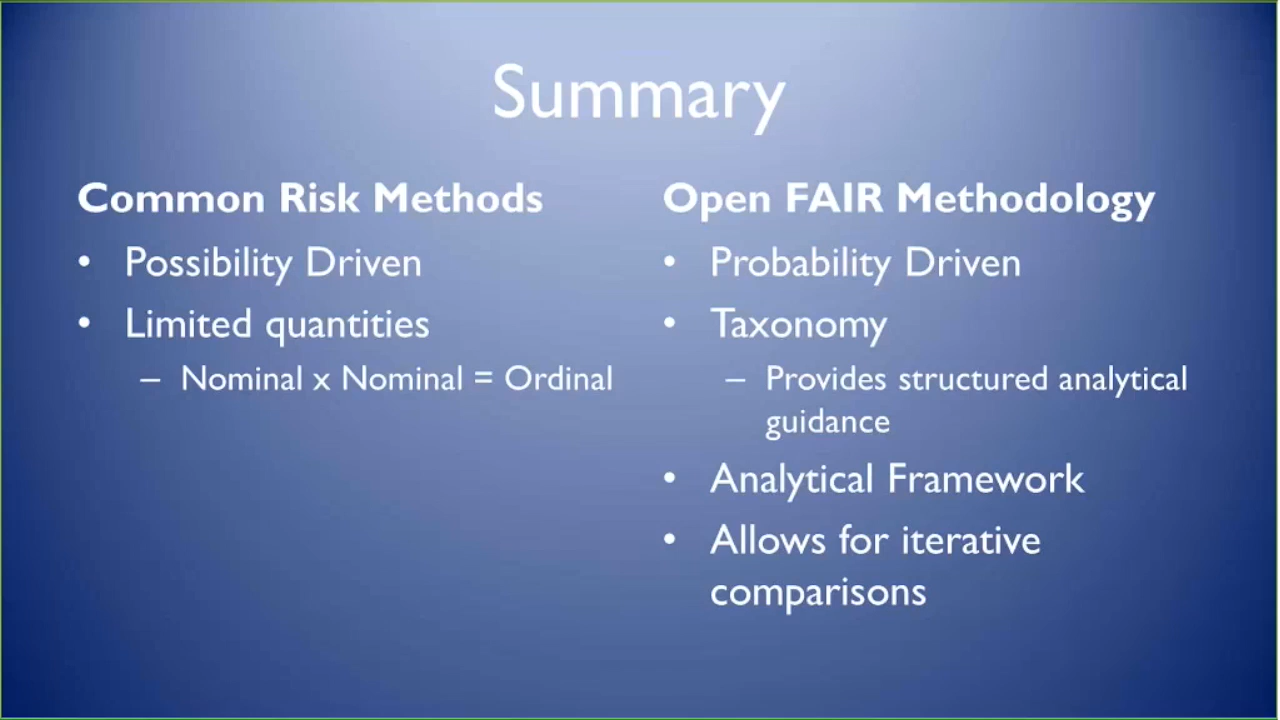 Summary
Common Risk Methods
• Possibility Driven
• Limited quantities
– Nominal x Nominal = Ordinal
Open FAIR Methodology
• Probability Driven
• Taxonomy
– Provides structured analytical
guidance
• Analytical Framework
• Allows for iterative
comparisons